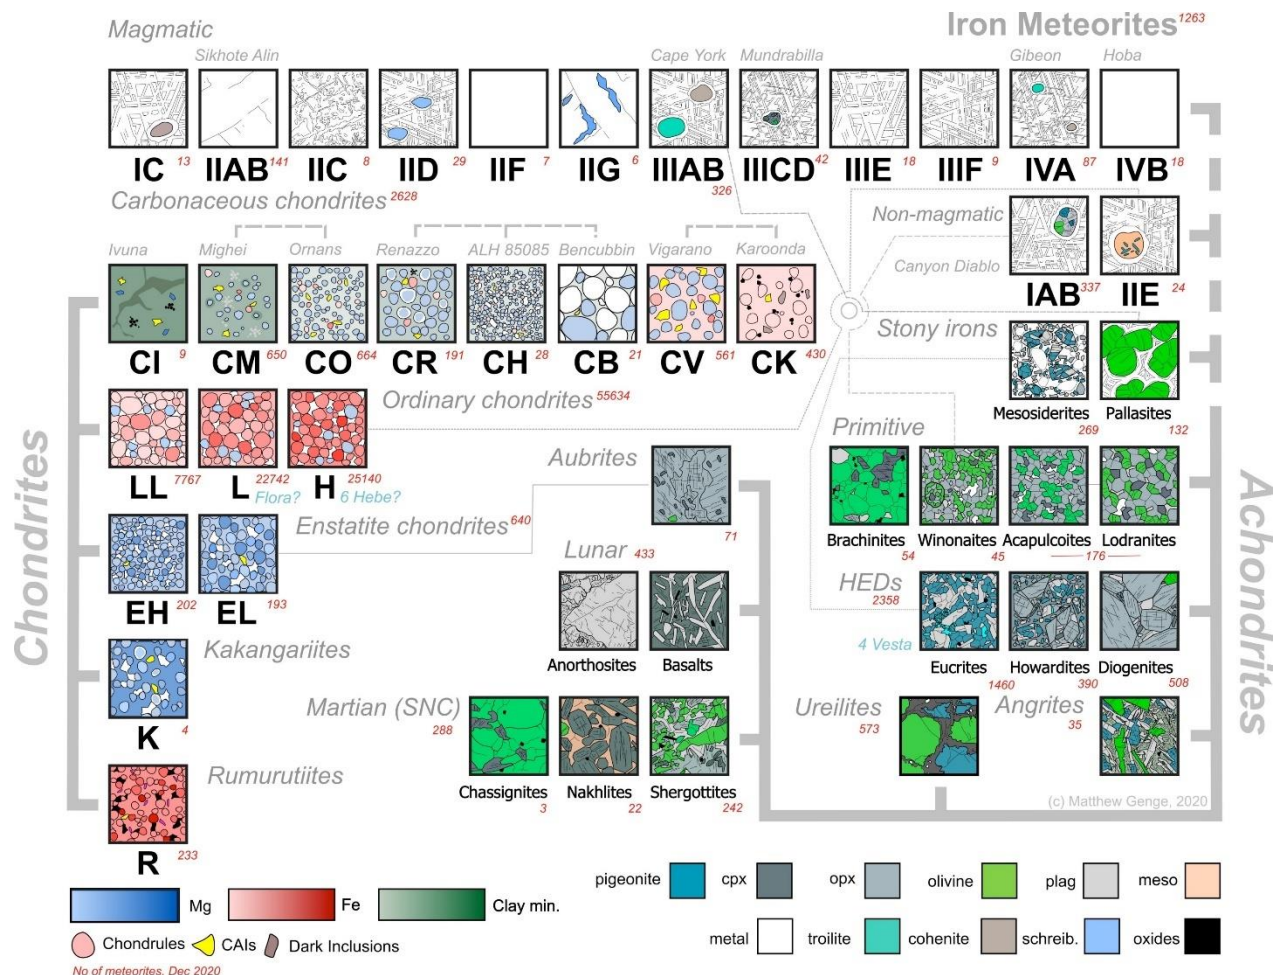 Magmatic
Iron Meteorites 1263
Sikhote Alin Cape York Mundrabilla Gibeon Hoba
IC 13 IIAB 141 IIC 8 IID 29 IIF 7 IIG 6 IIIAB 326 IIICD 42 IIIE 18 IIIF 9 IVA 87 IVB 18
Carbonaceous chondrites 2628
Non-magmatic
Ivuna Mighei Ornans Renazzo ALH 85085 Bencubbin Vigarano Karoonda
Canyon Diablo
IAB 337 IIE 24
Stony irons
CI 9 CM 650 CO 664 CR 191 CH 28 CB 21 CV 561 CK 430
Ordinary chondrites 55634
Mesosiderites 269 Pallasites 132
Primitive
Chondrites
Achondrites
LL 7767 L 22742 H 25140
Flora? 6 Hebe?
Aubrites
71
Enstatite chondrites 640
Brachinites 54 Winonaites 45 Acapulcoites Lodranites
176
Lunar 433
HEDs
2358
4 Vesta
EH 202 EL 193
Anorthosites Basalts
Eucrites 1460 Howardites 390 Diogenites 508
Kakangariites
K 4
Martian (SNC)
288
Ureilites
573
Angrites
35
Chassignites 3 Nakhlites 22 Shergottites 242
Rumurutiites
R 233
(c) Matthew Genge, 2020
Mg Fe Clay min.
Chondrules CAIs Dark Inclusions
No of meteorites, Dec 2020
pigeonite cpx opx olivine plag meso
metal troilite cohenite schreib. oxides